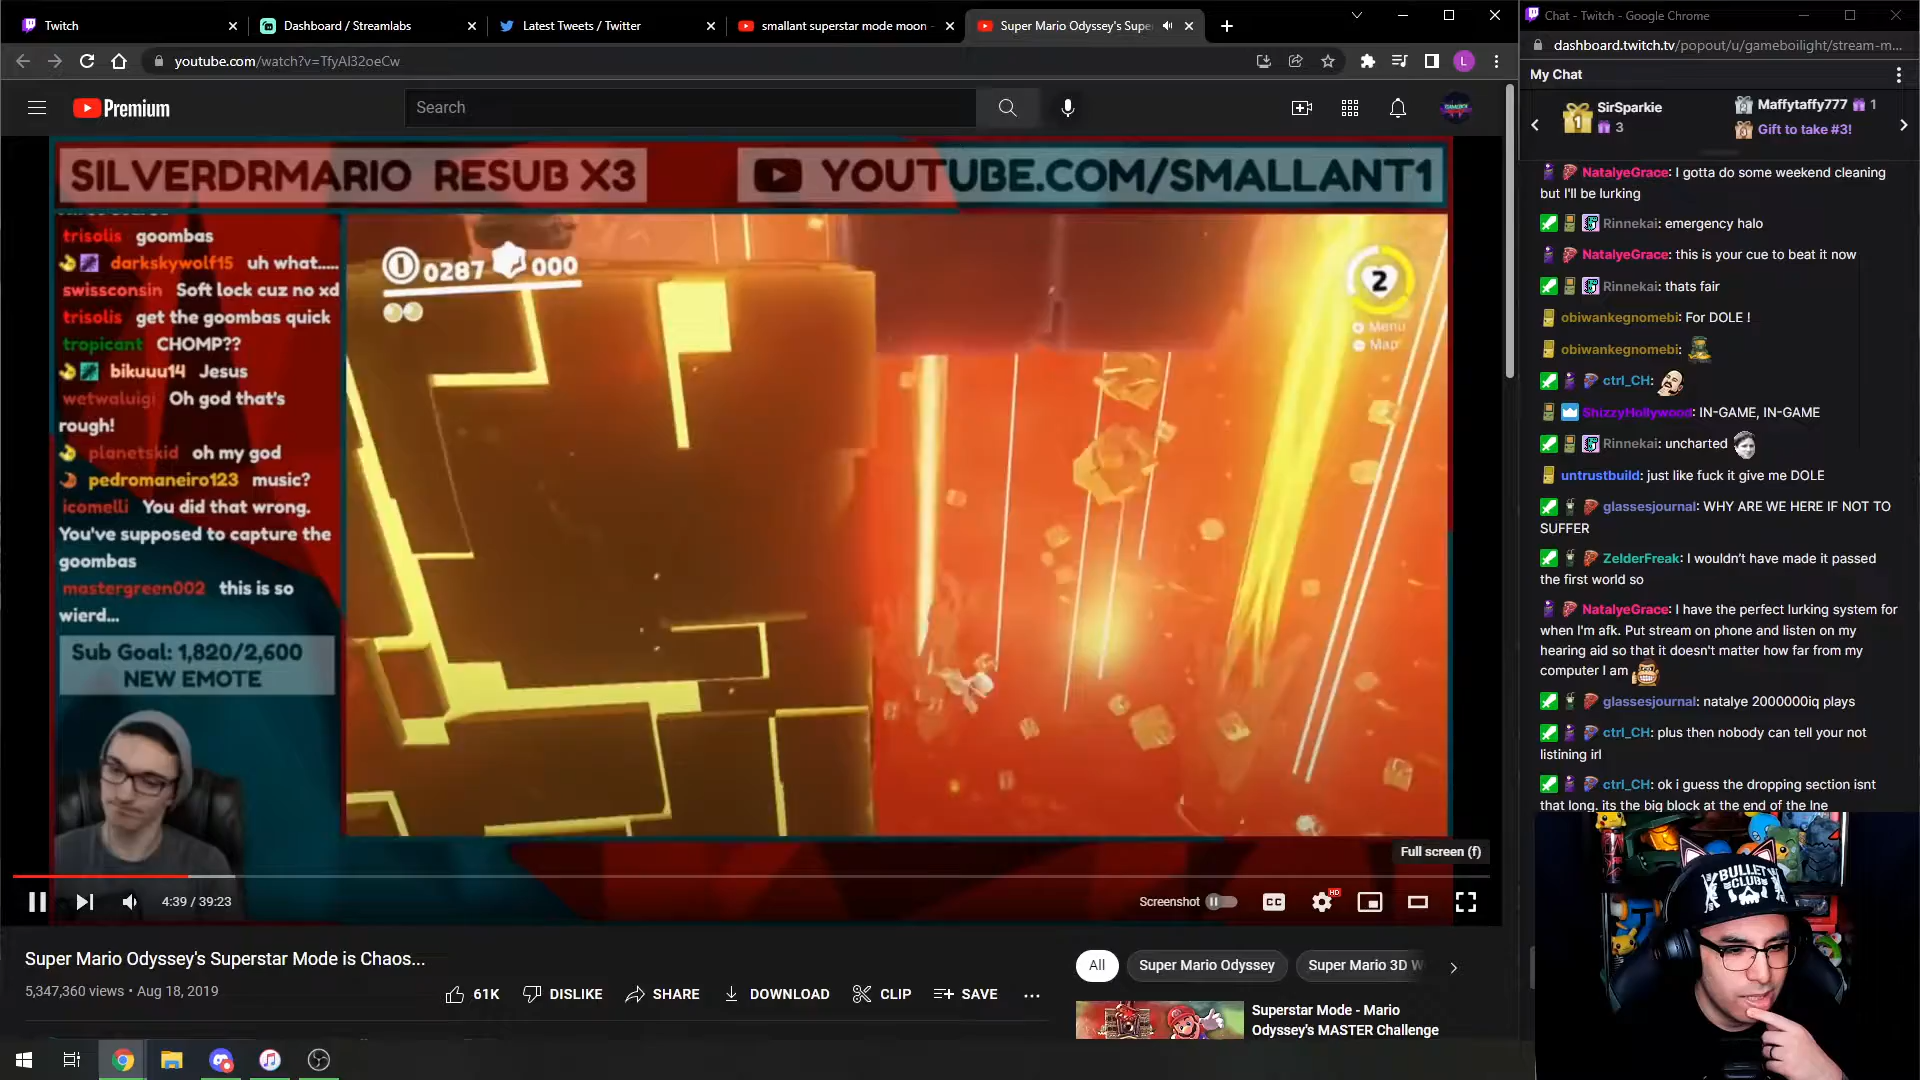 Twitch
Dashboard / Streamlabs
Latest Tweets / Twitter
smallant superstar mode moon -
Super Mario Odyssey's Supe
Chat - Twitch - Google Chrome
youtube.com/watch?v=TfyAl32oeCw
L
dashboard.twitch.tv/popout/u/gameboilight/stream-m...
My Chat
Premium
Search
1
SirSparkie
3
Maffytaffy777 1
Gift to take #3!
SILVERDRMARIO RESUB X3
YOUTUBE.COM/SMALLANT1
trisolis goombas
darkskywolf15 uh what.....
swissconsin Soft lock cuz no xd
trisolis get the goombas quick
tropicant CHOMP??
bikuuu14 Jesus
wetwaluigi Oh god that's
rough!
planetskid oh my god
pedromaneiro123 music?
icomelli You did that wrong.
You've supposed to capture the
goombas
mastergreen002 this is so
wierd...
Sub Goal: 1,820/2,600
NEW EMOTE
0287 000
2
Menu
Map
NatalyeGrace: I gotta do some weekend cleaning
but I'll be lurking
Rinnekai: emergency halo
NatalyeGrace: this is your cue to beat it now
Rinnekai: thats fair
obiwankegnomebi: For DOLE !
obiwankegnomebi:
ctrl_CH:
ShizzyHollywood: IN-GAME, IN-GAME
Rinnekai: uncharted
untrustbuild: just like fuck it give me DOLE
glassesjournal: WHY ARE WE HERE IF NOT TO
SUFFER
ZelderFreak: I wouldn't have made it passed
the first world so
NatalyeGrace: I have the perfect lurking system for
when I'm afk. Put stream on phone and listen on my
hearing aid so that it doesn't matter how far from my
computer I am
glassesjournal: natalye 2000000iq plays
ctrl_CH: plus then nobody can tell your not
listining irl
ctrl_CH: ok i guess the dropping section isnt
that long. its the big block at the end of the lne
Full screen (f)
4:39 / 39:23
Screenshot
CC
HD
BULLET
CLUB
Super Mario Odyssey's Superstar Mode is Chaos...
5,347,360 views • Aug 18, 2019
61K
DISLIKE
SHARE
DOWNLOAD
CLIP
SAVE
All
Super Mario Odyssey
Super Mario 3D W
Superstar Mode - Mario
Odyssey's MASTER Challenge